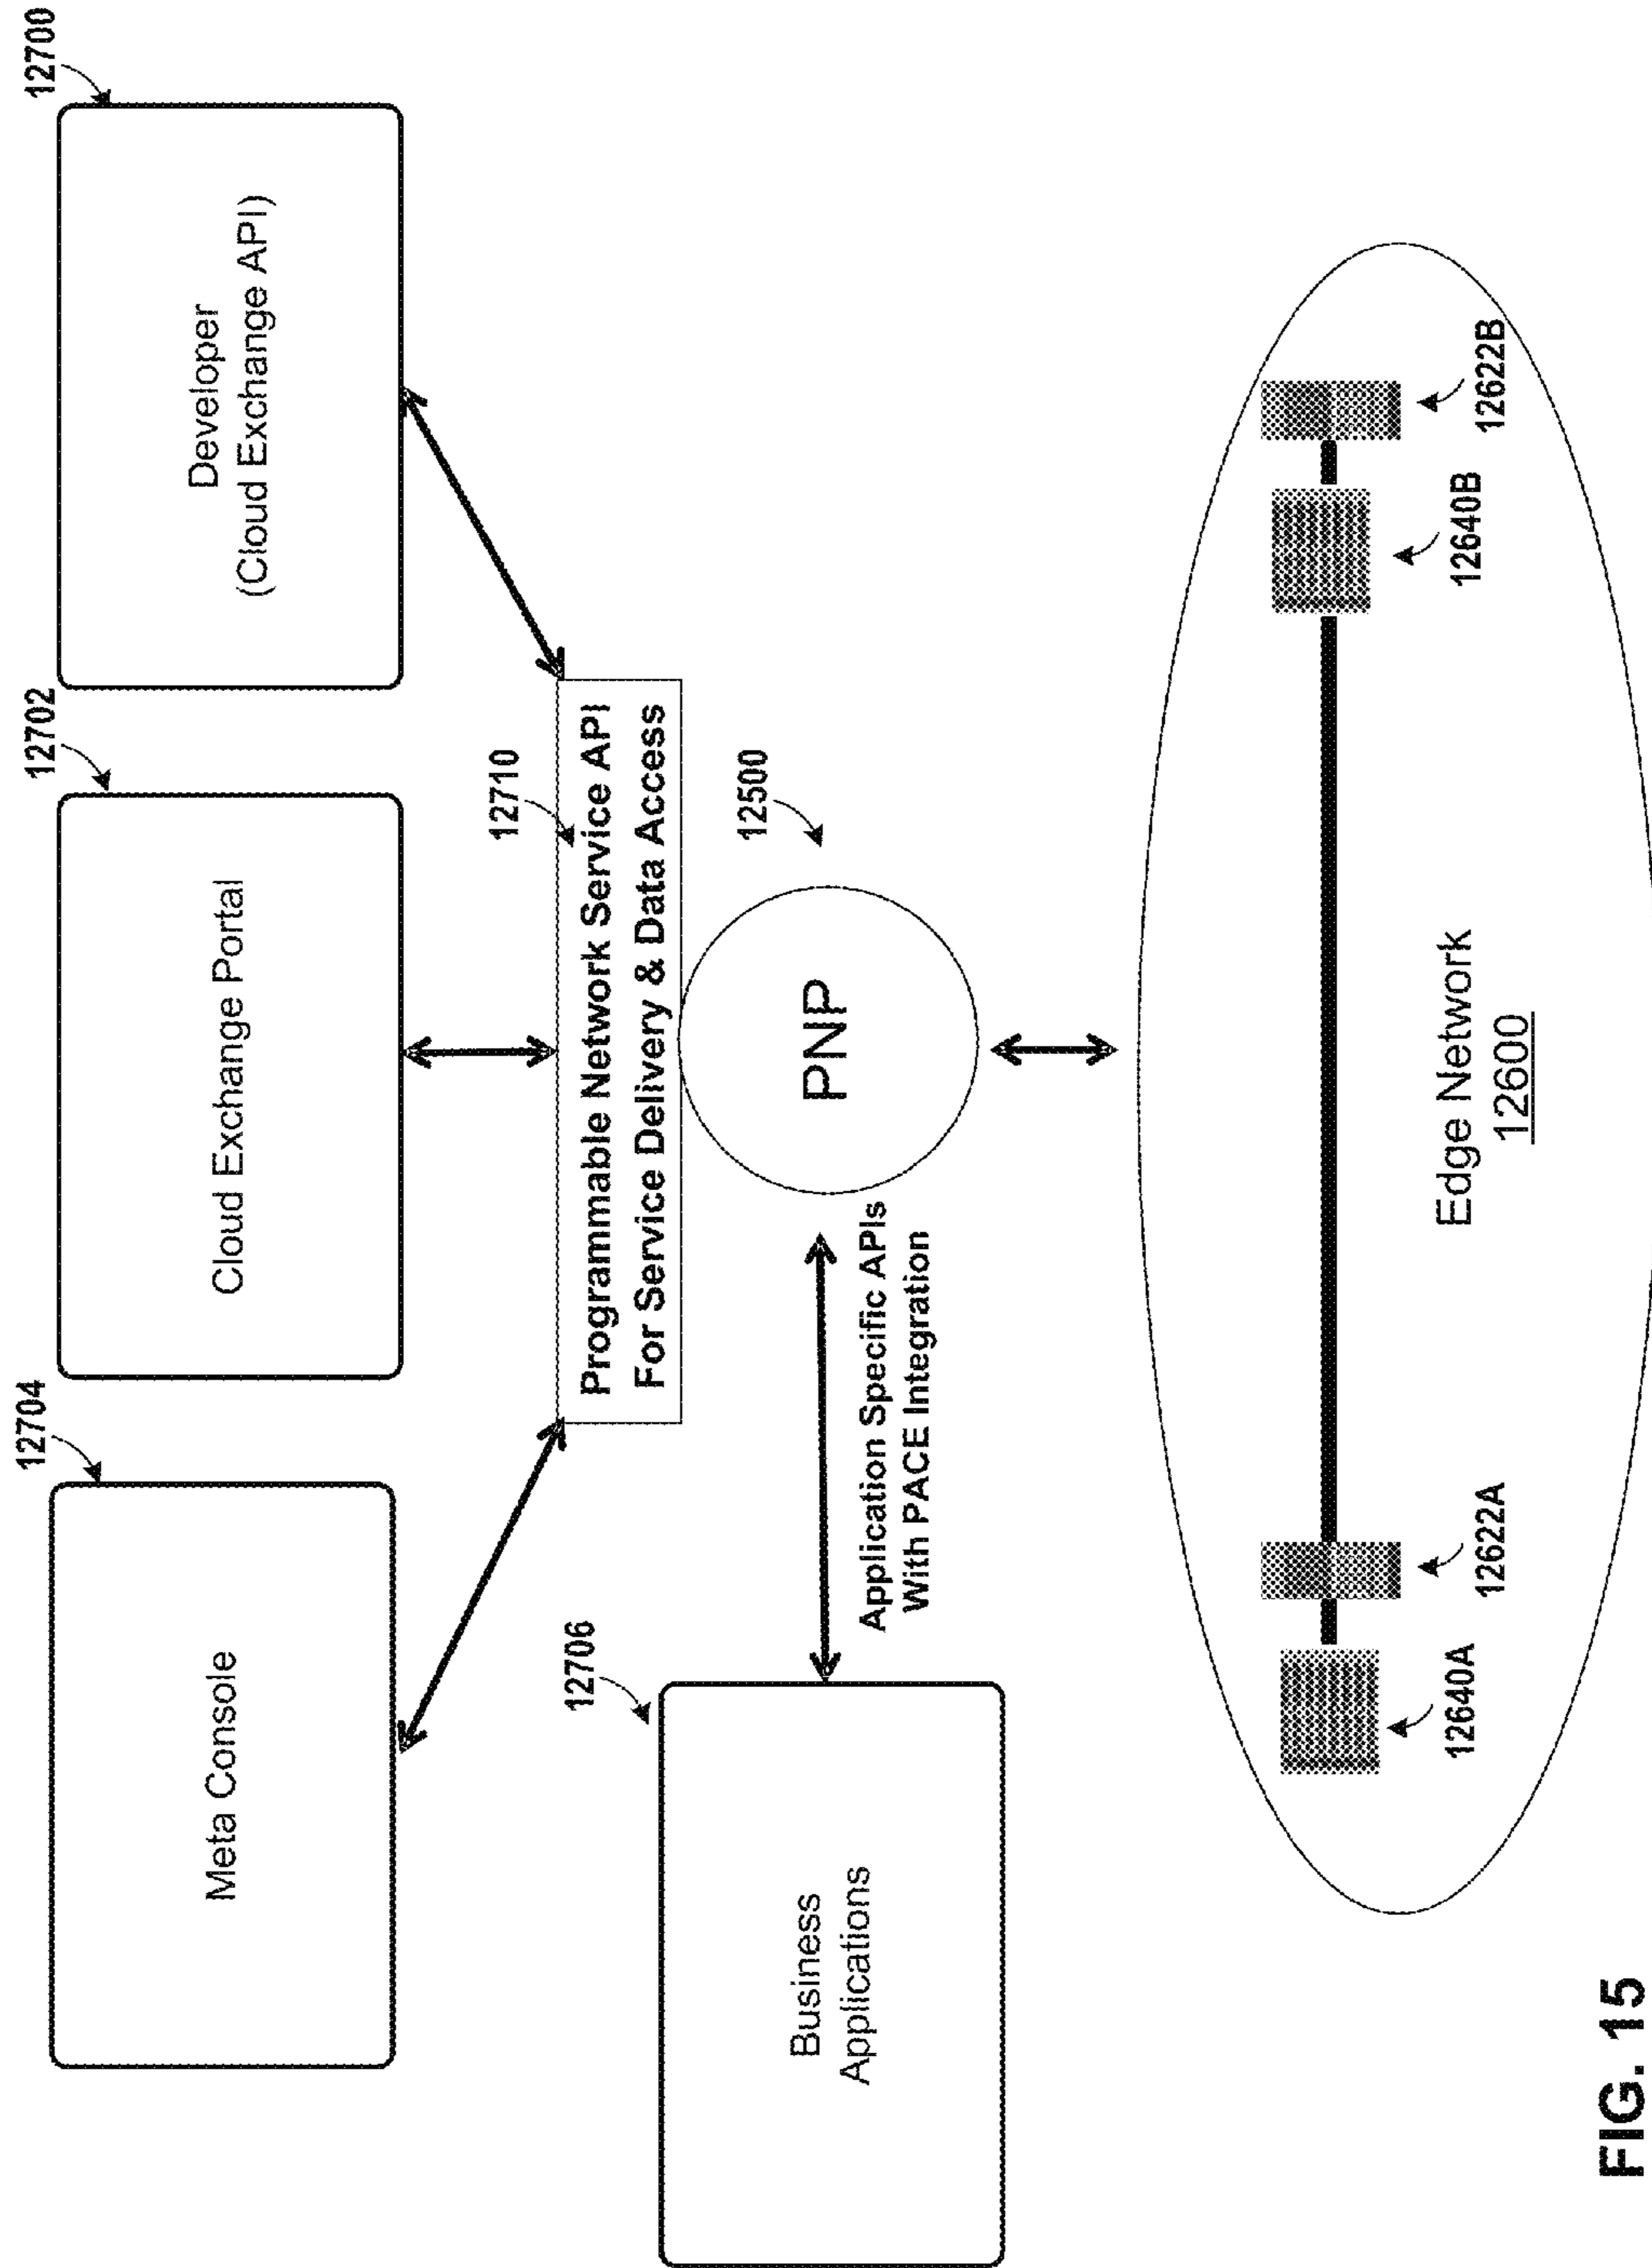 12704
12702
12700
Meta Console
Cloud Exchange Portal
Developer
(Cloud Exchange API)
12710
Programmable Network Service API
For Service Delivery & Data Access
12706
12500
Business
Applications
PNP
Application Specific APIs
With PACE Integration
12640A
12622A
12640B
12622B
Edge Network
12600
FIG. 15